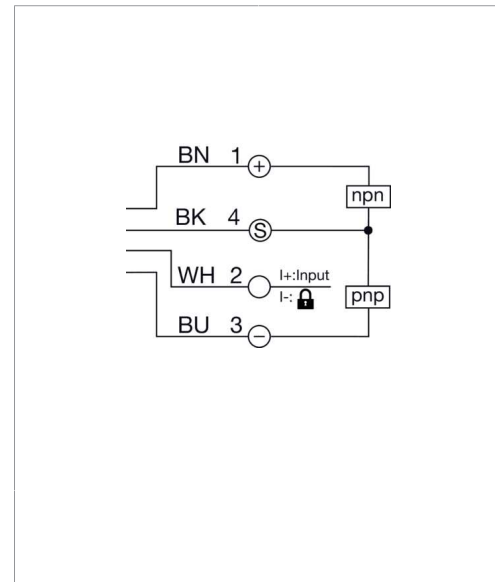 BN 1 +
npn
BK 4 S
WH 2 I+:Input
I-:
pnp
BU 3 −